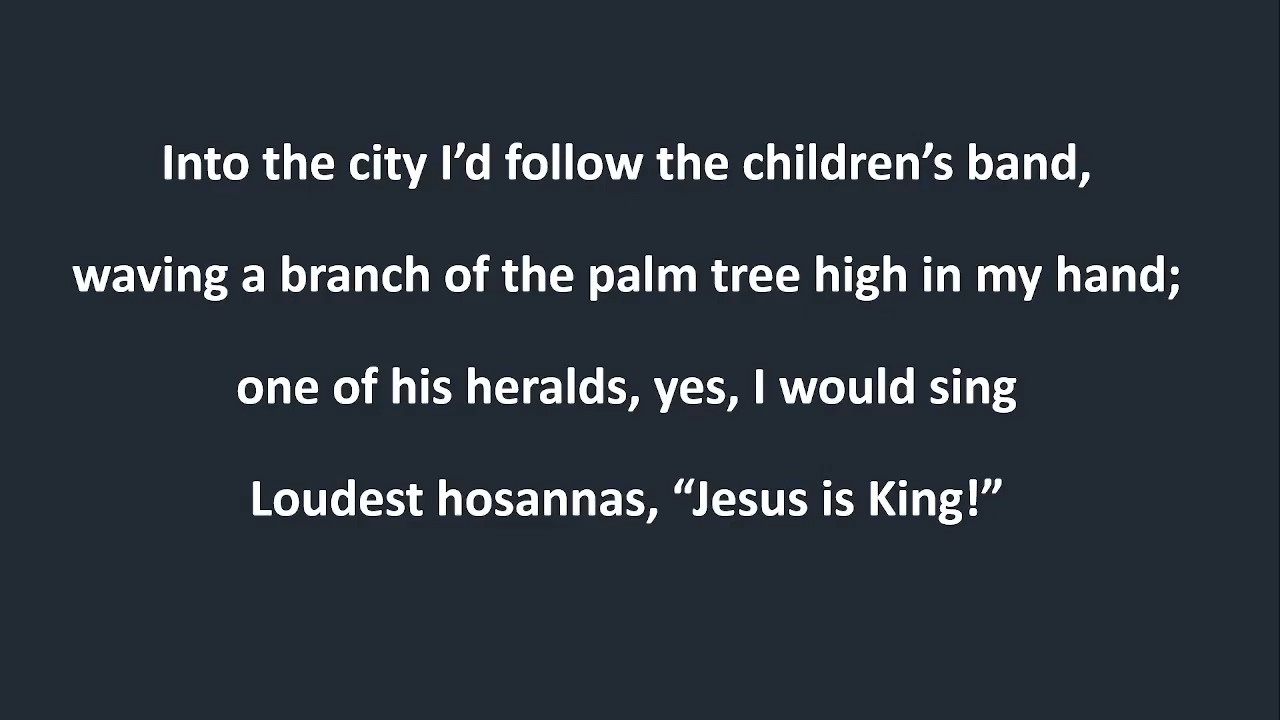 Into the city I’d follow the children’s band,
waving a branch of the palm tree high in my hand;
one of his heralds, yes, I would sing
Loudest hosannas, “Jesus is King!”